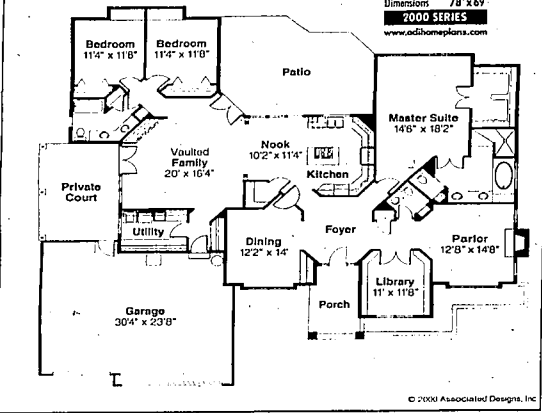 Dimensions 78' x 69'
2000 SERIES
www.adihomeplans.com
Bedroom
11'4" x 11'8"
Bedroom
11'4" x 11'8"
Patio
Master Suite
14'6" x 18'2"
Vaulted
Family
20' x 16'4"
Nook
10'2" x 11'4"
Kitchen
Private
Court
Utility
Dining
12'2" x 14'
Foyer
Parlor
12'8" x 14'8"
Library
11' x 11'8"
Garage
30'4" x 23'8"
Porch
© 2000 Associated Designs, Inc